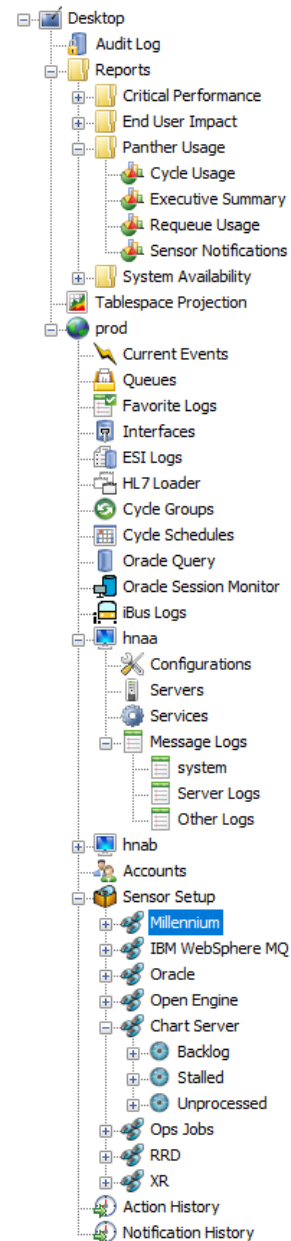 Desktop
Audit Log
Reports
Critical Performance
End User Impact
Panther Usage
Cycle Usage
Executive Summary
Requeue Usage
Sensor Notifications
System Availability
Tablespace Projection
prod
Current Events
Queues
Favorite Logs
Interfaces
ESI Logs
HL7 Loader
Cycle Groups
Cycle Schedules
Oracle Query
Oracle Session Monitor
iBus Logs
hnaa
Configurations
Servers
Services
Message Logs
system
Server Logs
Other Logs
hnab
Accounts
Sensor Setup
Millennium
IBM WebSphere MQ
Oracle
Open Engine
Chart Server
Backlog
Stalled
Unprocessed
Ops Jobs
RRD
XR
Action History
Notification History